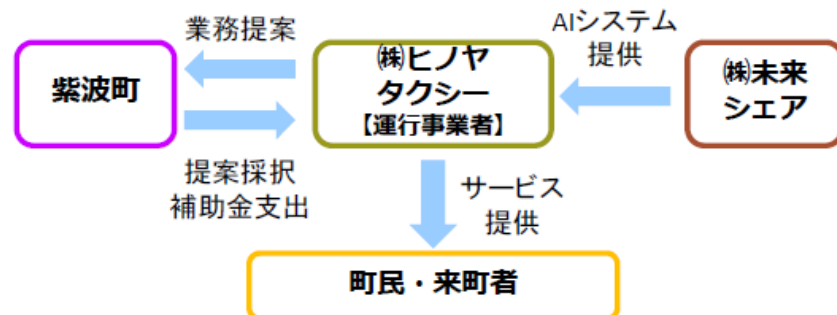 業務提案
AIシステム
提供
紫波町
㈱ヒノヤ
タクシー
【運行事業者】
㈱未来
シェア
提案採択
補助金支出
サービス
提供
町民・来町者